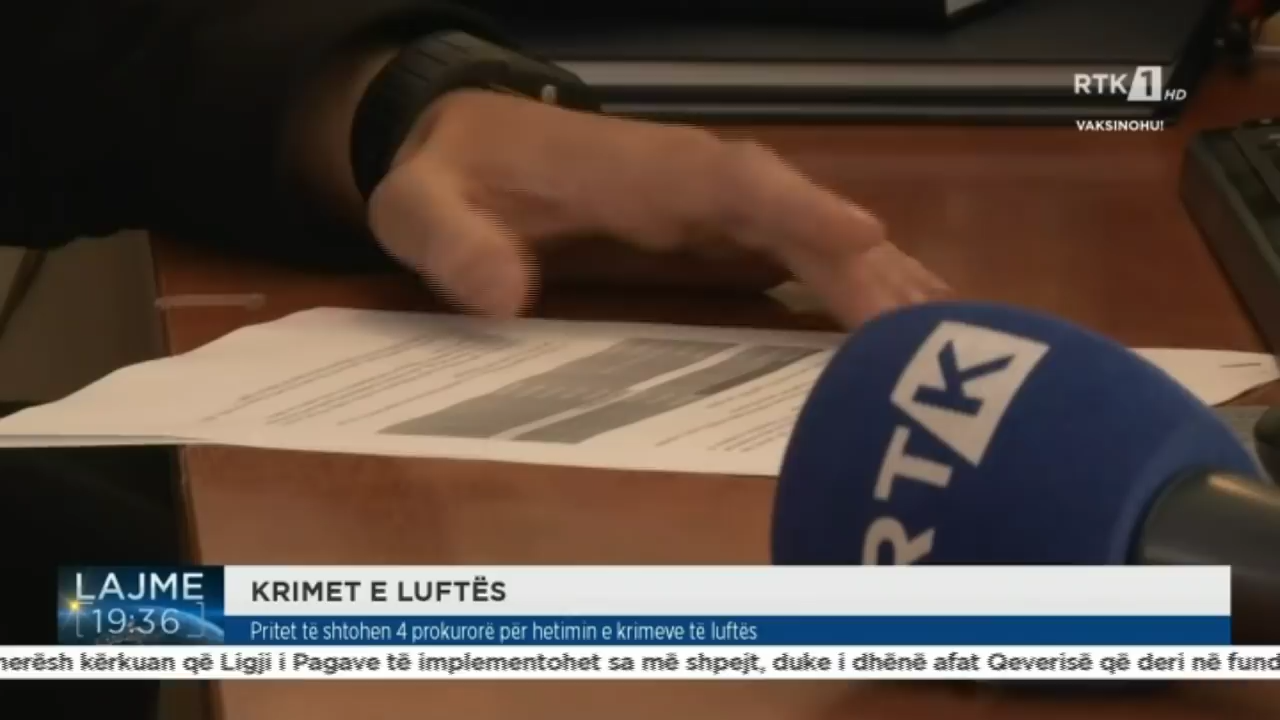 RTK 1 HD
VAKSINOHU!
RTK
LAJME
19:36
KRIMET E LUFTËS
Pritet të shtohen 4 prokurorë për hetimin e krimeve të luftës
kërkuan që Ligji i Pagave të implementohet sa më shpejt, duke i dhënë afat Qeverisë që deri në fund